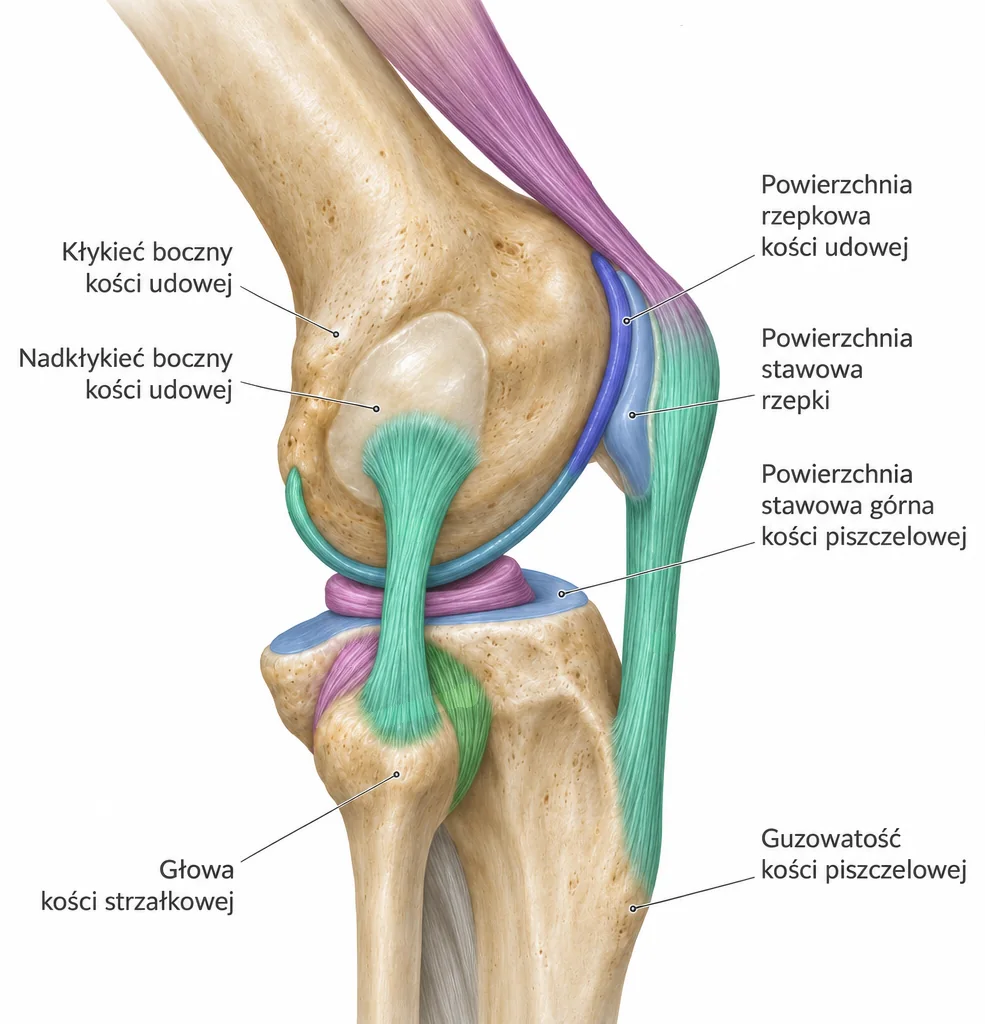 Powierzchnia
rzepkowa
kości udowej
Kłykieć boczny
kości udowej
Nadkłykieć boczny
kości udowej
Powierzchnia
stawowa
rzepki
Powierzchnia
stawowa górna
kości piszczelowej
Głowa
kości strzałkowej
Guzowatość
kości piszczelowej